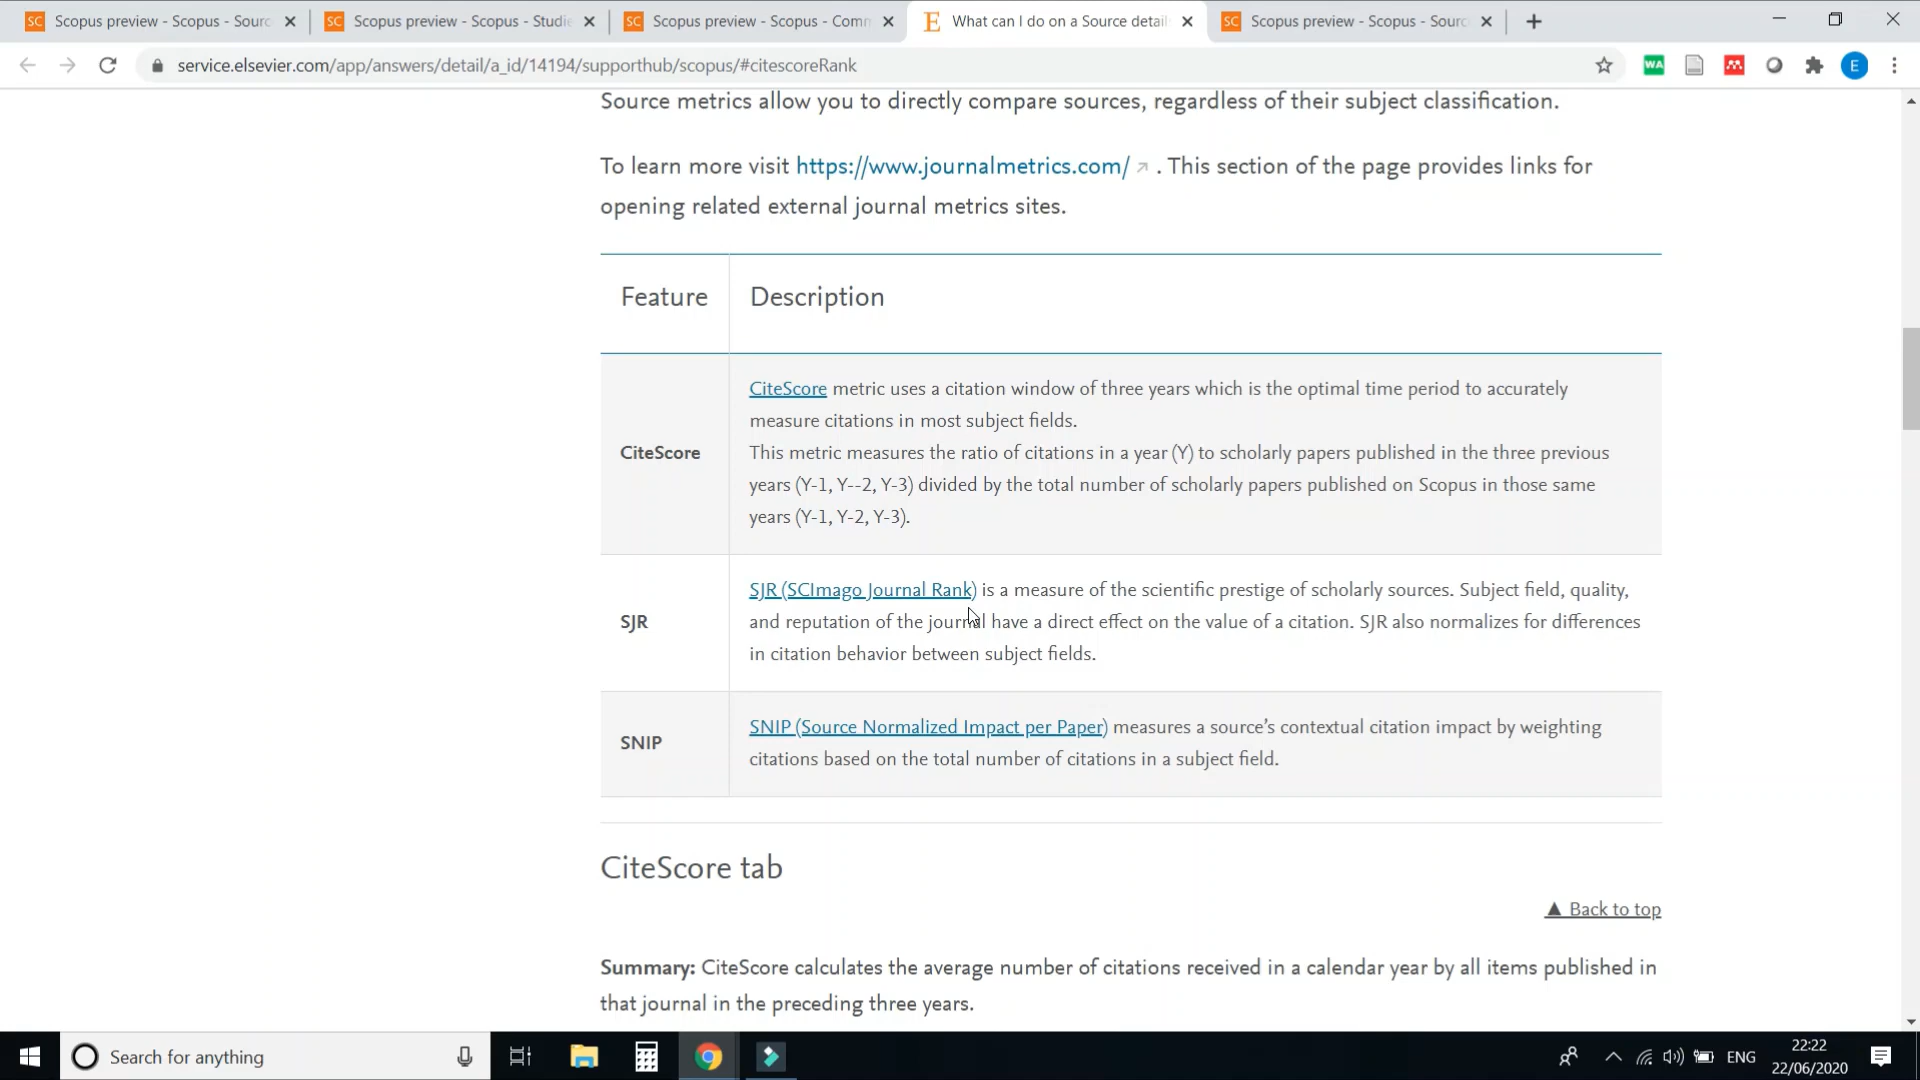 Scopus preview - Scopus - Sourc
Scopus preview - Scopus - Studie
Scopus preview - Scopus - Comm
What can I do on a Source detail
Scopus preview - Scopus - Sourc
service.elsevier.com/app/answers/detail/a_id/14194/supporthub/scopus/#citescoreRank
Source metrics allow you to directly compare sources, regardless of their subject classification.
To learn more visit https://www.journalmetrics.com/ . This section of the page provides links for
opening related external journal metrics sites.
Feature Description
CiteScore
CiteScore metric uses a citation window of three years which is the optimal time period to accurately
measure citations in most subject fields.
This metric measures the ratio of citations in a year (Y) to scholarly papers published in the three previous
years (Y-1, Y--2, Y-3) divided by the total number of scholarly papers published on Scopus in those same
years (Y-1, Y-2, Y-3).
SJR
SJR (SCImago Journal Rank) is a measure of the scientific prestige of scholarly sources. Subject field, quality,
and reputation of the journal have a direct effect on the value of a citation. SJR also normalizes for differences
in citation behavior between subject fields.
SNIP
SNIP (Source Normalized Impact per Paper) measures a source’s contextual citation impact by weighting
citations based on the total number of citations in a subject field.
CiteScore tab
▲ Back to top
Summary: CiteScore calculates the average number of citations received in a calendar year by all items published in
that journal in the preceding three years.
Search for anything
ENG
22:22
22/06/2020
SC
SC
SC
E
SC
WA
E